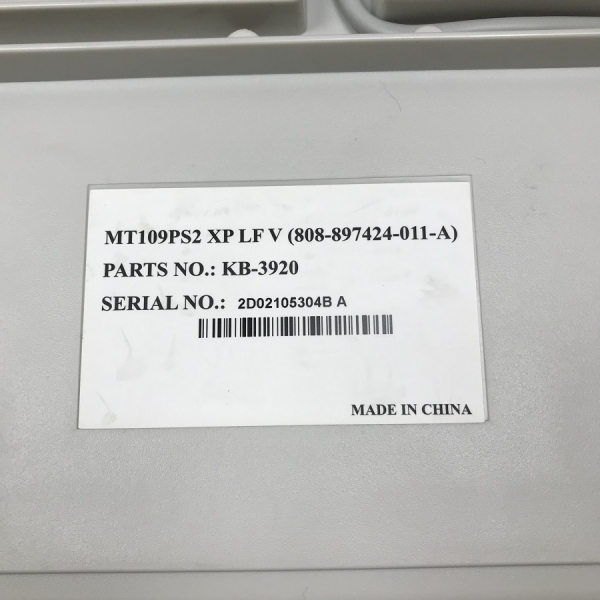 MT109PS2 XP LF V (808-897424-011-A)
PARTS NO.: KB-3920
SERIAL NO.: 2D02105304B A
MADE IN CHINA